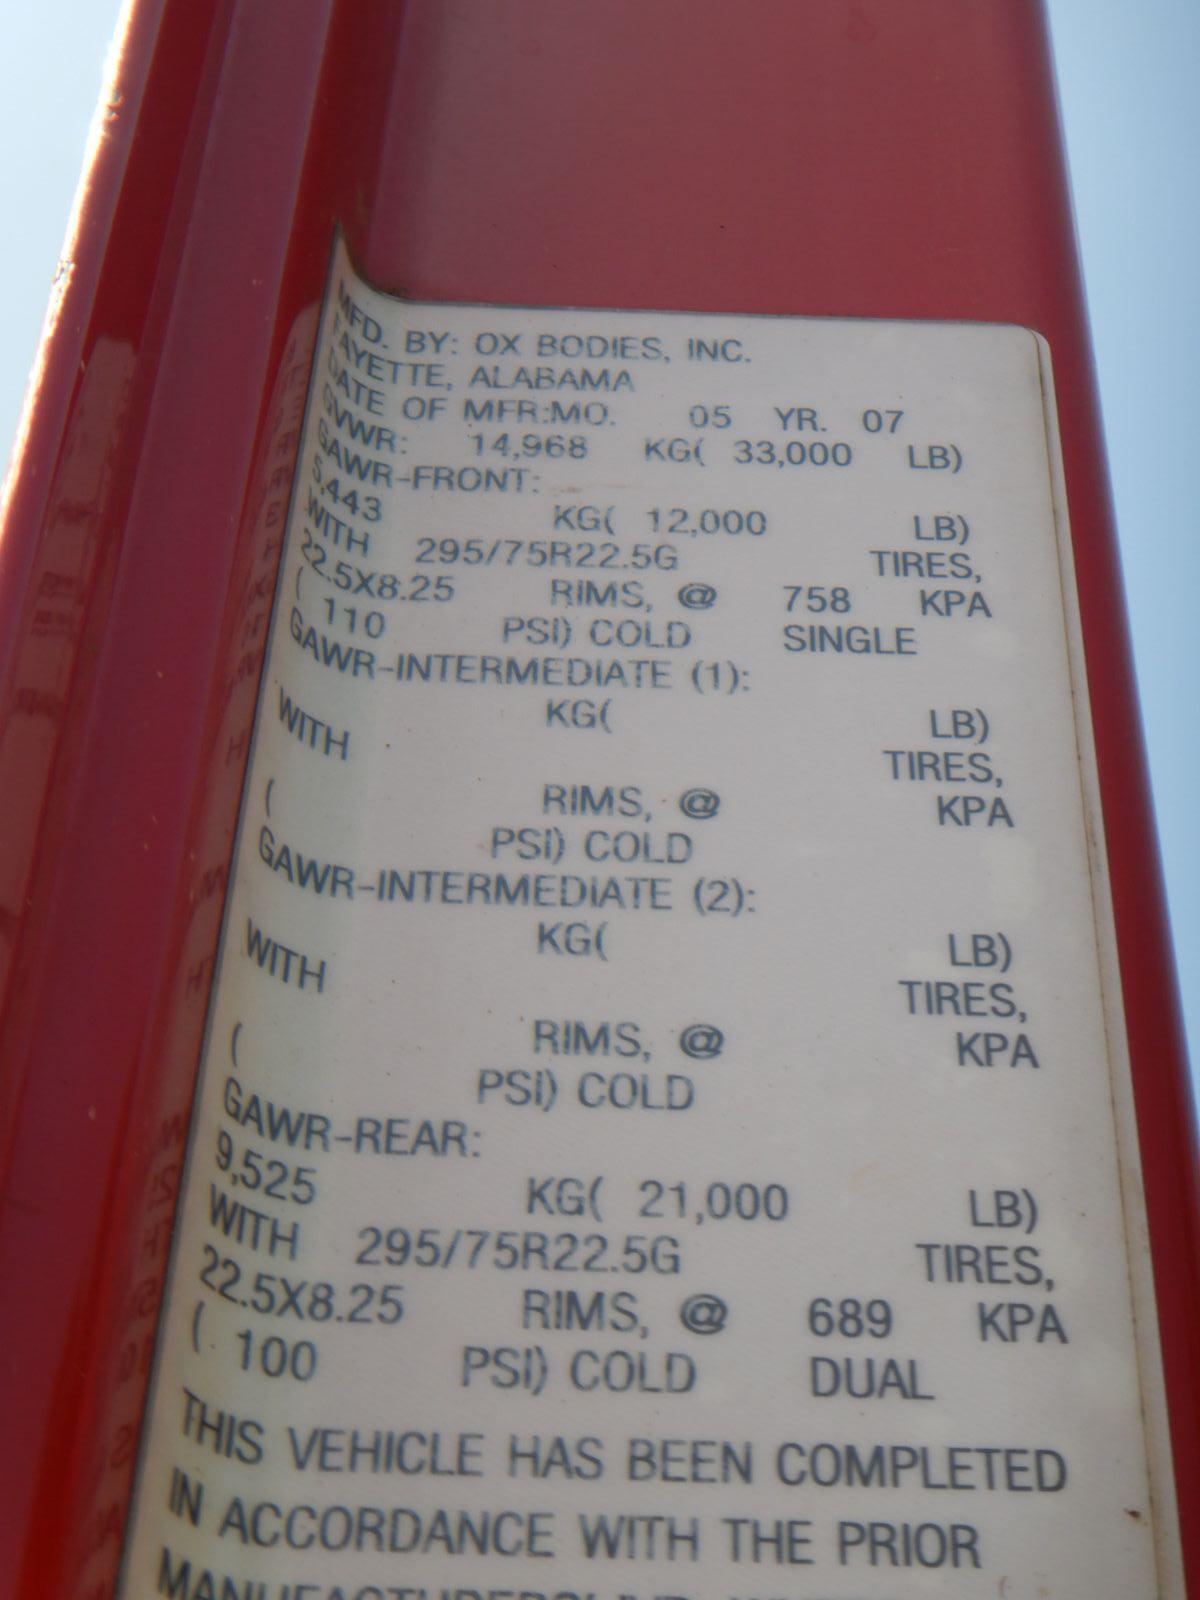 MFD. BY: OX BODIES, INC.
FAYETTE, ALABAMA
DATE OF MFR:MO. 05 YR. 07
GVWR: 14,968 KG( 33,000 LB)
GAWR-FRONT:
5,443 KG( 12,000 LB)
WITH 295/75R22.5G TIRES,
22.5X8.25 RIMS, @ 758 KPA
( 110 PSI) COLD SINGLE
GAWR-INTERMEDIATE (1):
KG( LB)
WITH TIRES,
RIMS, @ KPA
( PSI) COLD
GAWR-INTERMEDIATE (2):
KG( LB)
WITH TIRES,
RIMS, @ KPA
( PSI) COLD
GAWR-REAR:
9,525 KG( 21,000 LB)
WITH 295/75R22.5G TIRES,
22.5X8.25 RIMS, @ 689 KPA
( 100 PSI) COLD DUAL
THIS VEHICLE HAS BEEN COMPLETED
IN ACCORDANCE WITH THE PRIOR